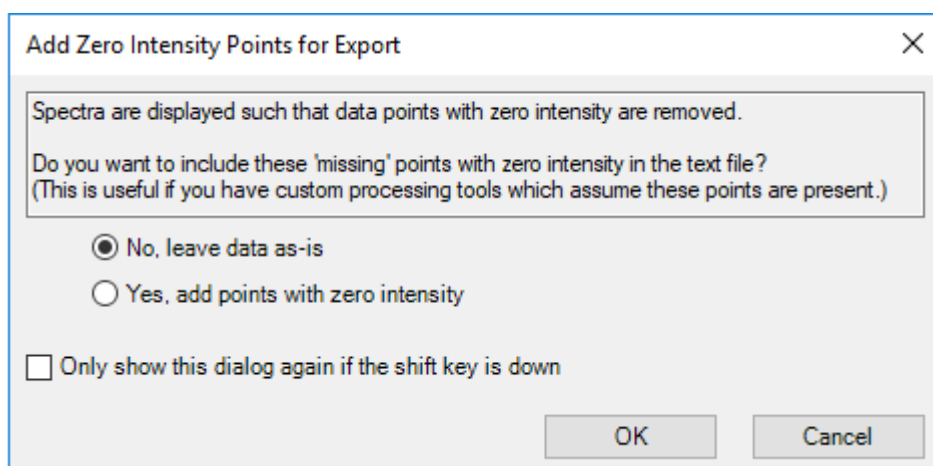 Add Zero Intensity Points for Export
Spectra are displayed such that data points with zero intensity are removed.
Do you want to include these 'missing' points with zero intensity in the text file?
(This is useful if you have custom processing tools which assume these points are present.)
No, leave data as-is
Yes, add points with zero intensity
Only show this dialog again if the shift key is down
OK
Cancel